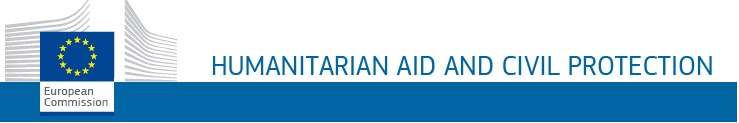 HUMANITARIAN AID AND CIVIL PROTECTION
European
Commission